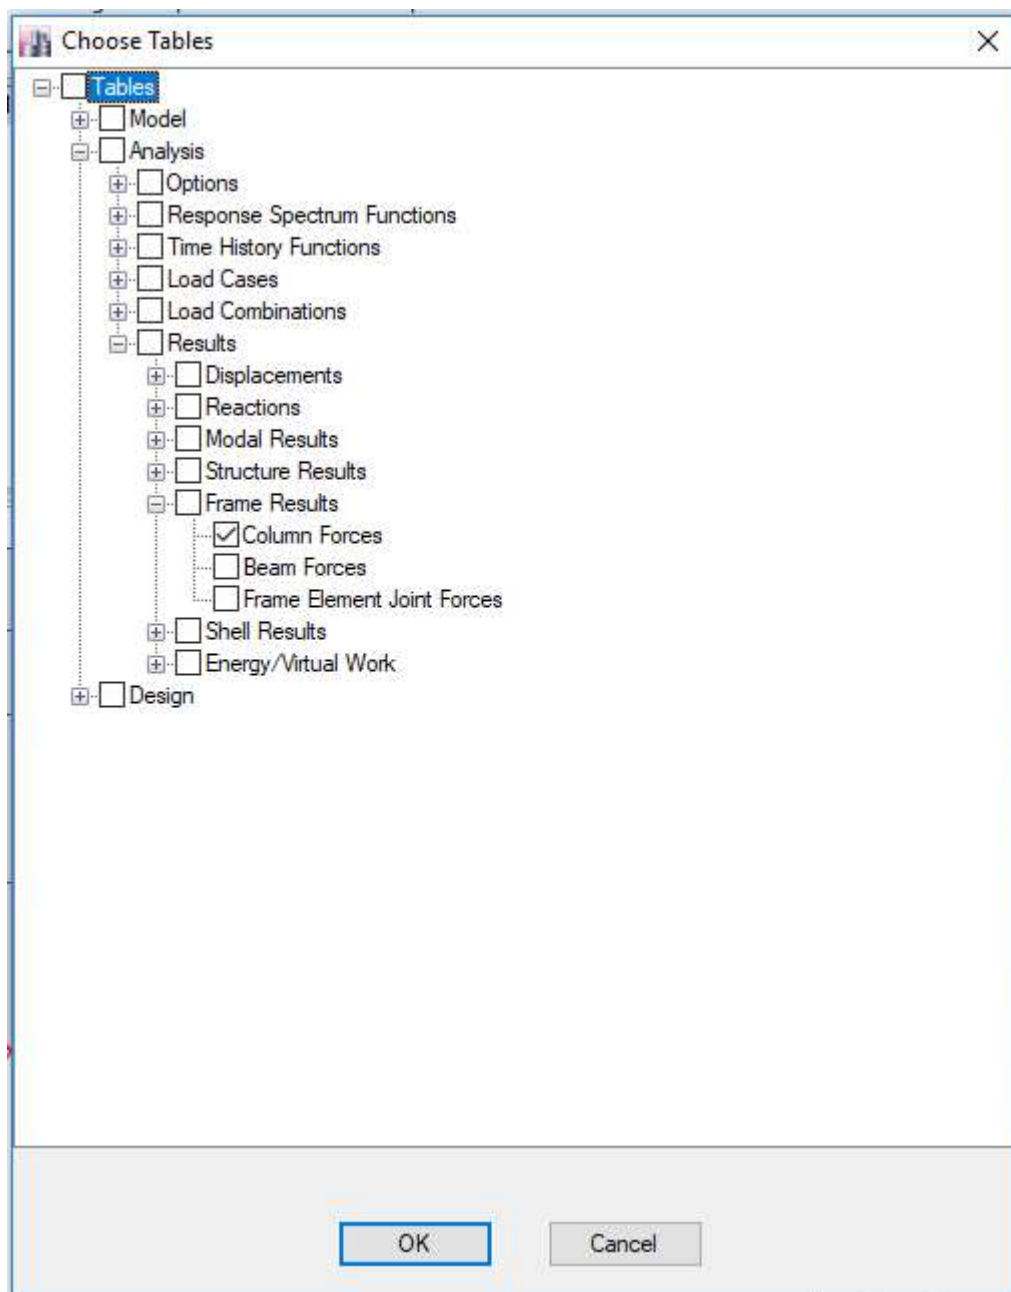 Choose Tables
Tables
Model
Analysis
Options
Response Spectrum Functions
Time History Functions
Load Cases
Load Combinations
Results
Displacements
Reactions
Modal Results
Structure Results
Frame Results
Column Forces
Beam Forces
Frame Element Joint Forces
Shell Results
Energy/Virtual Work
Design
OK Cancel